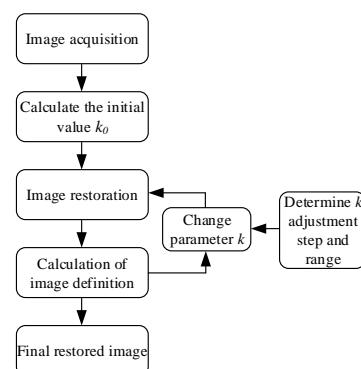 Image acquisition
Calculate the initial
value k₀
Image restoration
Change
parameter k
Determine k
adjustment
step and
range
Calculation of
image definition
Final restored image